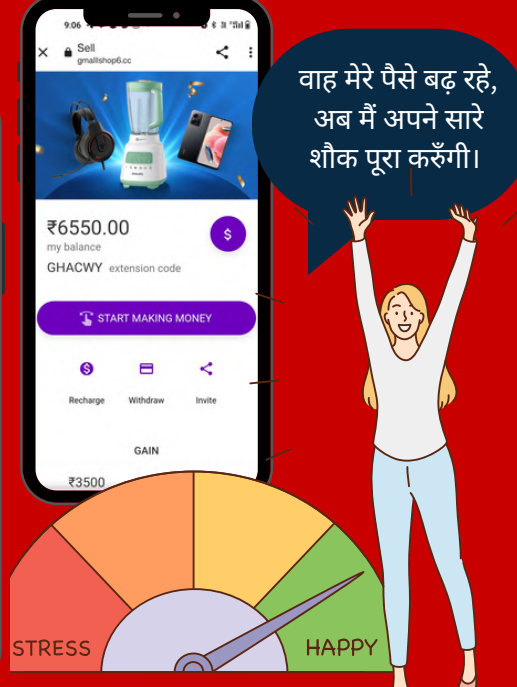 9:06
Sell
gmallshop6.cc
₹6550.00
my balance
GHACWY extension code
$
START MAKING MONEY
Recharge Withdraw Invite
GAIN
₹3500
वाह मेरे पैसे बढ़ रहे,
अब मैं अपने सारे
शौक पूरा करुँगी।
STRESS
HAPPY